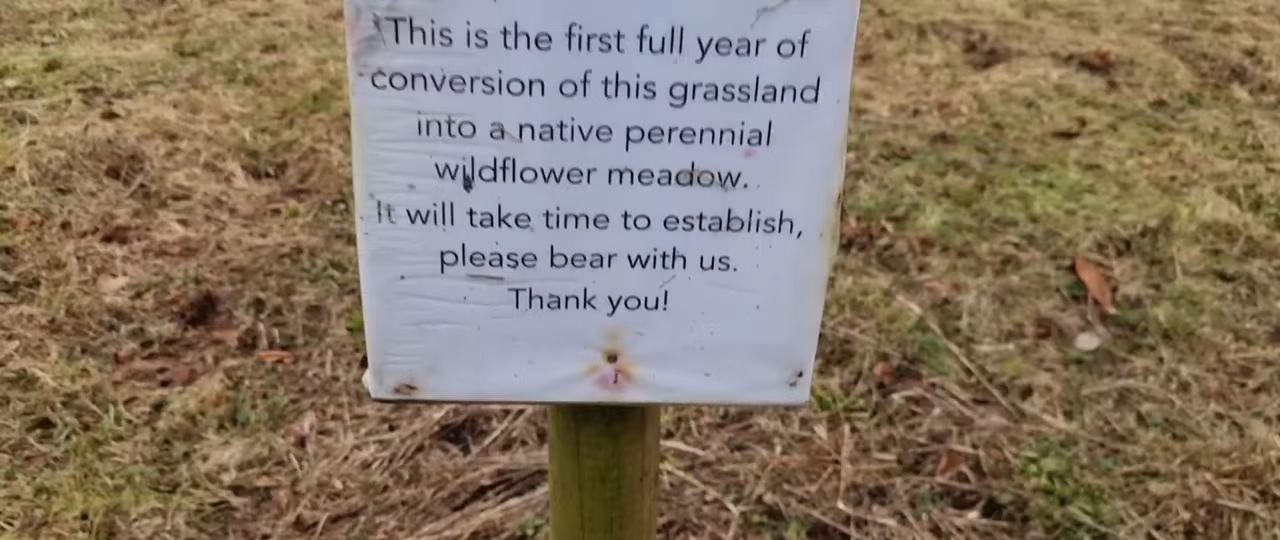 This is the first full year of
conversion of this grassland
into a native perennial
wildflower meadow.
It will take time to establish,
please bear with us.
Thank you!